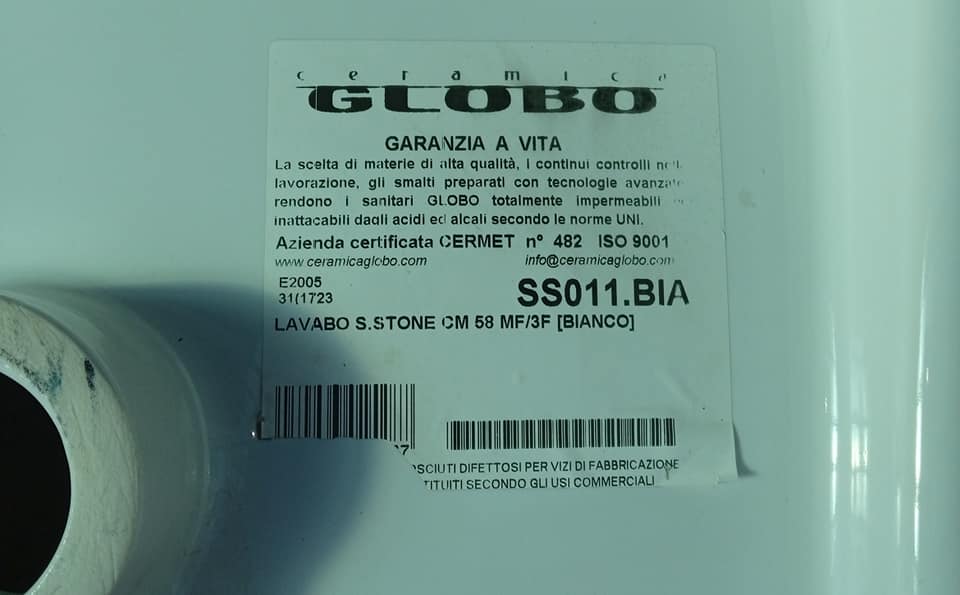 ceramica
GLOBO
GARANZIA A VITA
La scelta di materie di alta qualità, i continui controlli
lavorazione, gli smalti preparati con tecnologie
rendono i sanitari GLOBO totalmente impermeabili
inattacabili dagli acidi ed alcali secondo le norme UNI.
Azienda certificata CERMET n° 482 ISO 9001
www.ceramicaglobo.com info@ceramicaglobo.com
E2005
31(1723
SS011.BIA
LAVABO S.STONE CM 58 MF/3F [BIANCO]
DIFETTOSI PER VIZI DI FABBRICAZIONE
SECONDO GLI USI COMMERCIALI